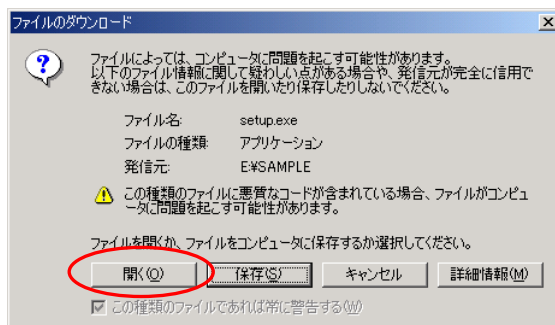 ファイルのダウンロード
ファイルによっては、コンピュータに問題を起こす可能性があります。
以下のファイル情報に関して疑わしい点がある場合や、発信元が完全に信用で
きない場合は、このファイルを開いたり保存したりしないでください。
ファイル名: setup.exe
ファイルの種類: アプリケーション
発信元: E:¥SAMPLE
この種類のファイルに悪質なコードが含まれている場合、ファイルがコンピュ
ータに問題を起こす可能性があります。
ファイルを開くか、ファイルをコンピュータに保存するか選択してください。
開く(O) 保存(S) キャンセル 詳細情報(M)
この種類のファイルであれば常に警告する(W)